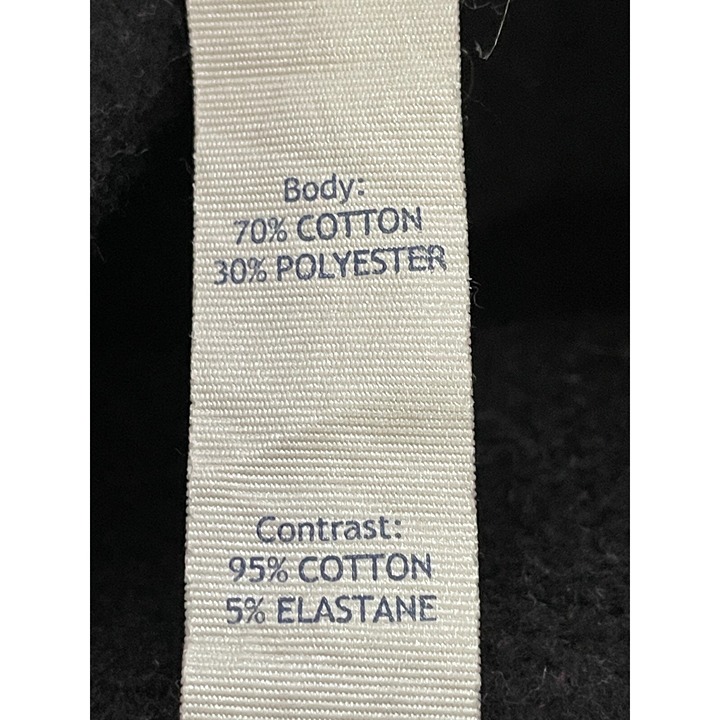 Body:
70% COTTON
30% POLYESTER
Contrast:
95% COTTON
5% ELASTANE